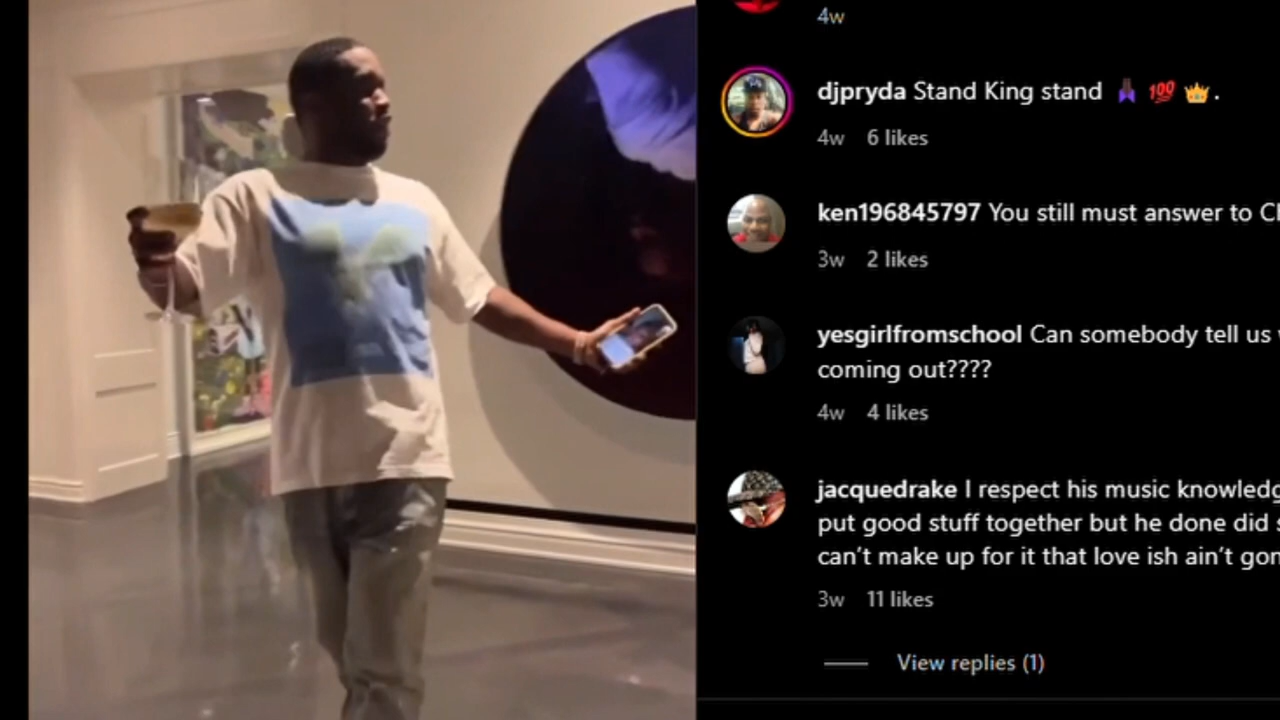 4w
djpryda Stand King stand 💯 👑 .
4w 6 likes
ken196845797 You still must answer to
3w 2 likes
yesgirlfromschool Can somebody tell us
coming out????
4w 4 likes
jacquedrake I respect his music
put good stuff together but he done did
can't make up for it that love ish ain't
3w 11 likes
View replies (1)